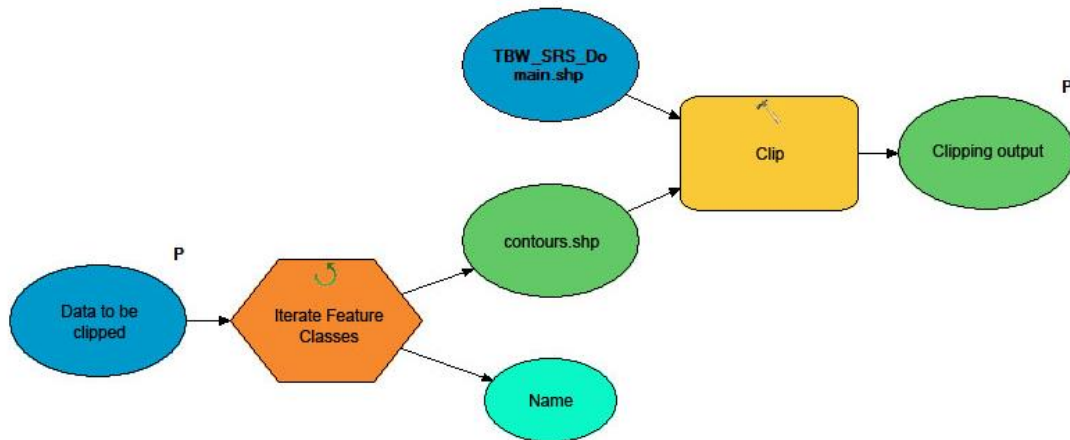 TBW_SRS_Do
main.shp
P
Clip
Clipping output
contours.shp
P
Data to be
clipped
Iterate Feature
Classes
Name